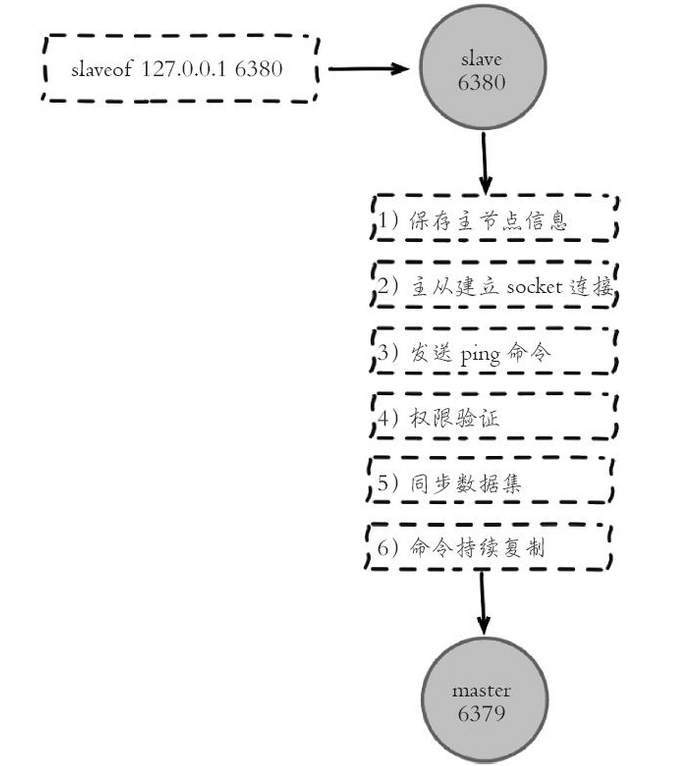 slaveof 127.0.0.1 6380
slave
6380
1) 保存主节点信息
2) 主从建立 socket 连接
3) 发送 ping 命令
4) 权限验证
5) 同步数据集
6) 命令持续复制
master
6379